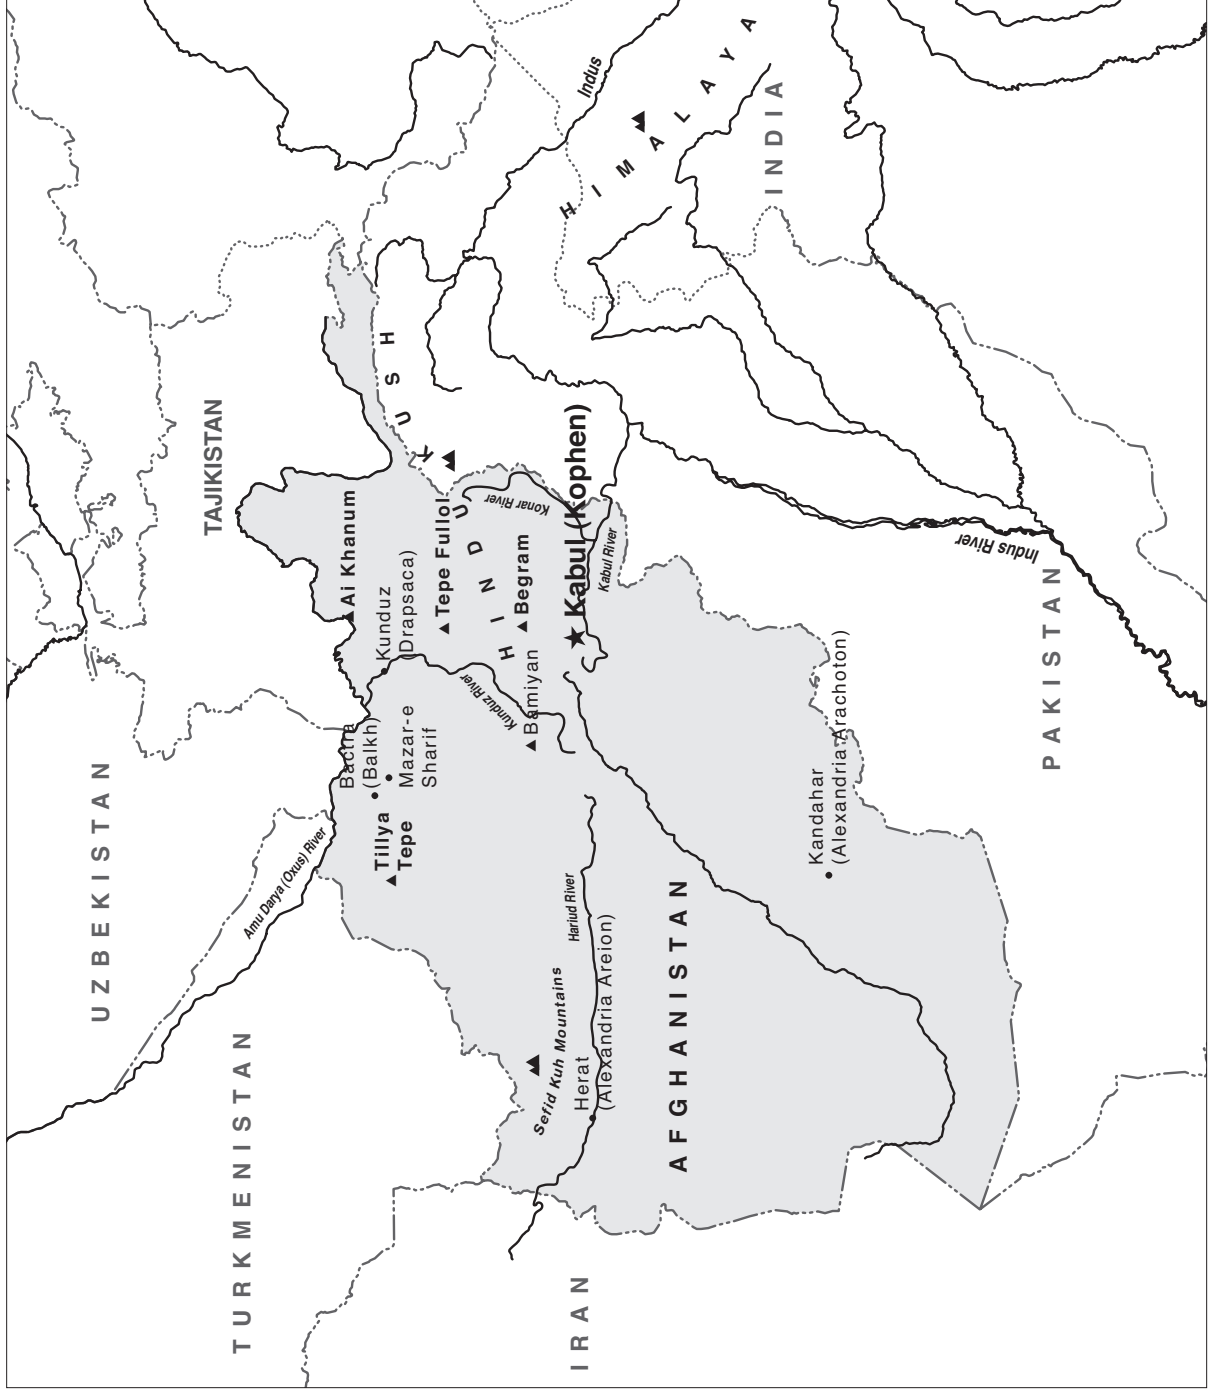 UZBEKISTAN
TAJIKISTAN
TURKMENISTAN
Amu Darya (Oxus) River
Bactra
(Balkh)
Mazar-e
Sharif
Tillya
Tepe
Ai Khanum
Kunduz
(Drapsaca)
Tepe Fullol
Kunduz River
Begram
Bamiyan
HINDU KUSH
Konar River
Kabul (Kophen)
Kabul River
Indus
HIMALAYA
INDIA
Sefid Kuh Mountains
Hariud River
Herat
(Alexandria Areion)
AFGHANISTAN
IRAN
Kandahar
(Alexandria Arachoton)
Indus River
PAKISTAN